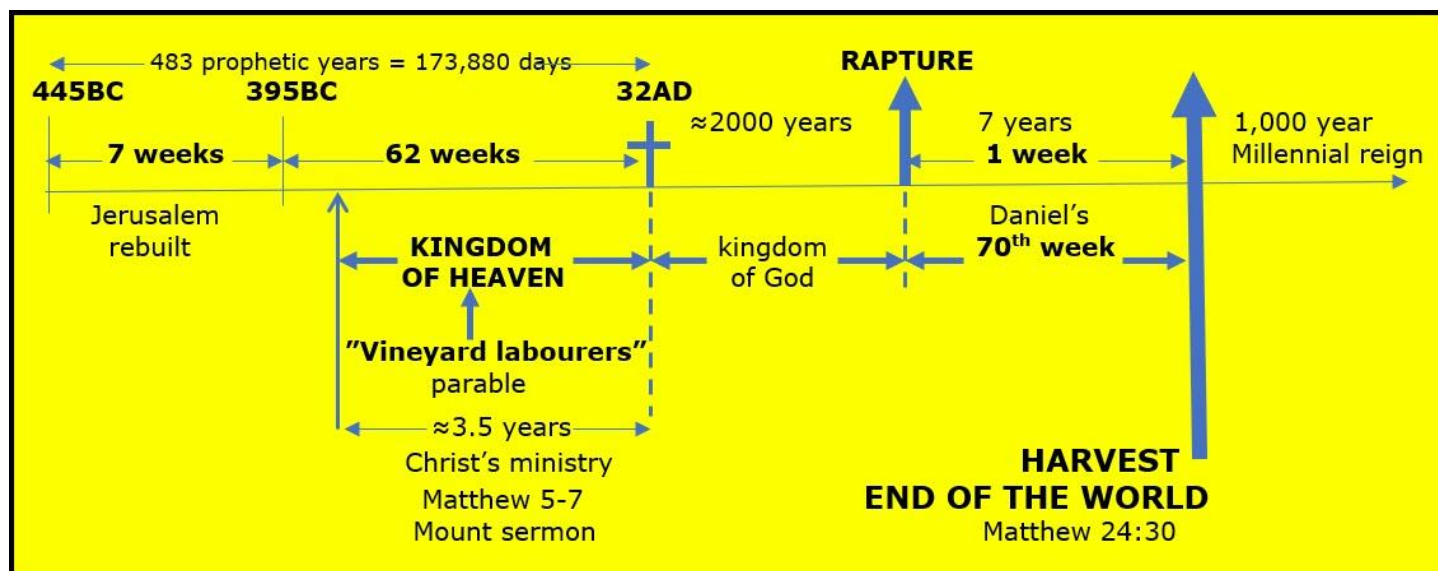 483 prophetic years = 173,880 days
445BC 395BC 32AD
RAPTURE
≈2000 years
7 years
1 week
1,000 year
Millennial reign
7 weeks
62 weeks
Jerusalem
rebuilt
KINGDOM
OF HEAVEN
kingdom
of God
Daniel’s
70th week
”Vineyard labourers”
parable
≈3.5 years
Christ’s ministry
Matthew 5-7
Mount sermon
HARVEST
END OF THE WORLD
Matthew 24:30